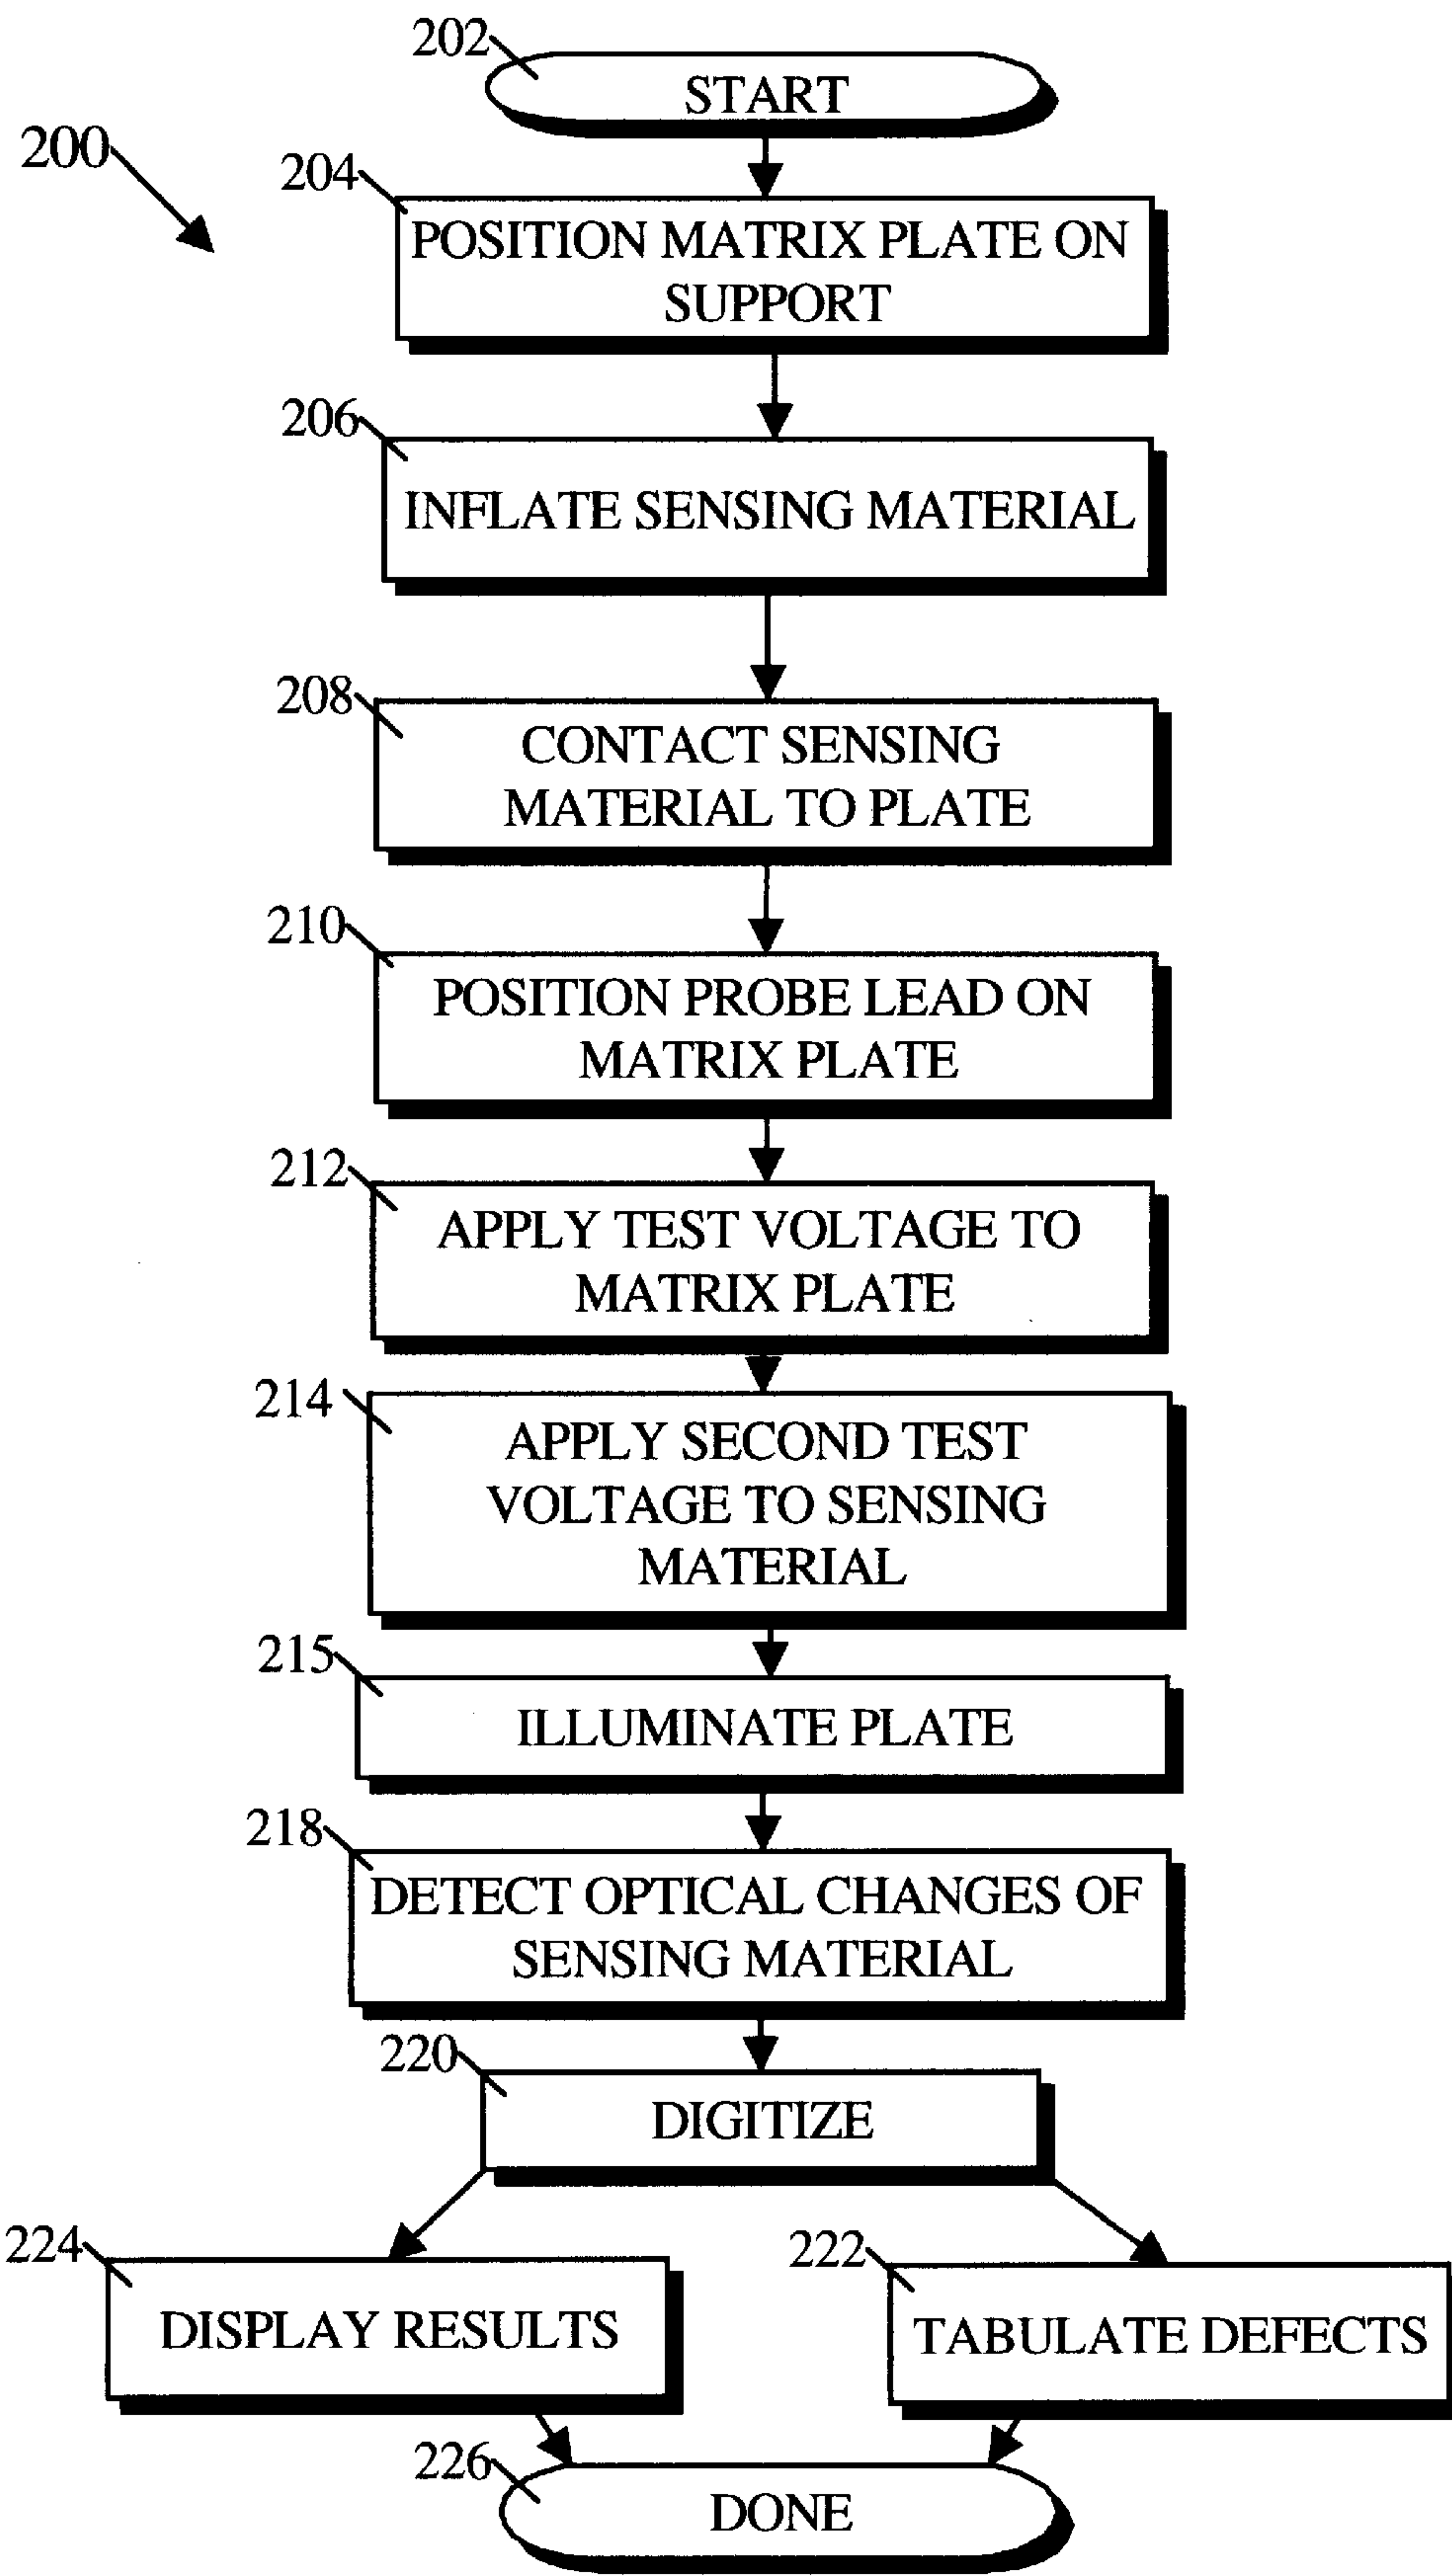 202
START
200
204
POSITION MATRIX PLATE ON
SUPPORT
206
INFLATE SENSING MATERIAL
208
CONTACT SENSING
MATERIAL TO PLATE
210
POSITION PROBE LEAD ON
MATRIX PLATE
212
APPLY TEST VOLTAGE TO
MATRIX PLATE
214
APPLY SECOND TEST
VOLTAGE TO SENSING
MATERIAL
215
ILLUMINATE PLATE
218
DETECT OPTICAL CHANGES OF
SENSING MATERIAL
220
DIGITIZE
224
DISPLAY RESULTS
222
TABULATE DEFECTS
226
DONE